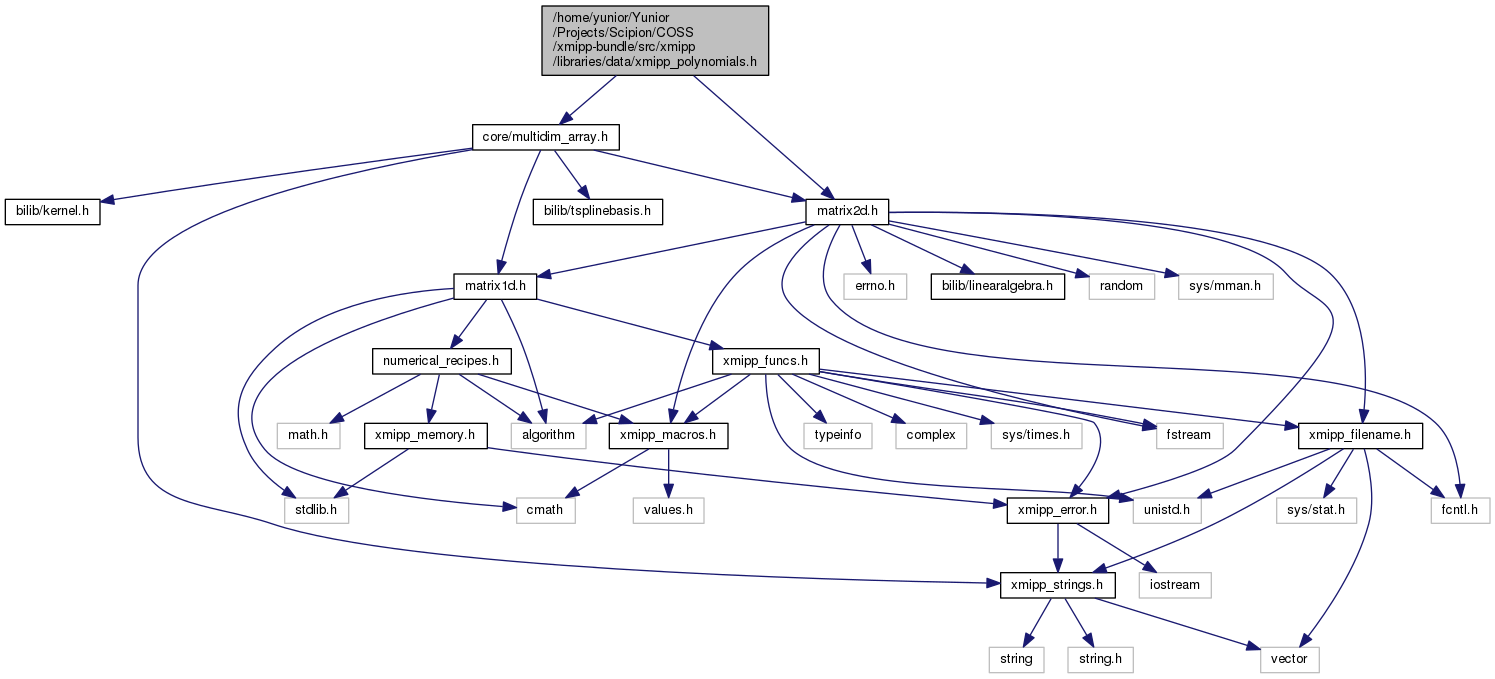 /home/yunior/Yunior
/Projects/Scipion/COSS
/xmipp-bundle/src/xmipp
/libraries/data/xmipp_polynomials.h
core/multidim_array.h
bilib/kernel.h
bilib/tsplinebasis.h
matrix2d.h
matrix1d.h
errno.h
bilib/linearalgebra.h
random
sys/mman.h
numerical_recipes.h
xmipp_funcs.h
math.h
xmipp_memory.h
algorithm
xmipp_macros.h
typeinfo
complex
sys/times.h
fstream
xmipp_filename.h
stdlib.h
cmath
values.h
xmipp_error.h
unistd.h
sys/stat.h
fcntl.h
xmipp_strings.h
iostream
string
string.h
vector